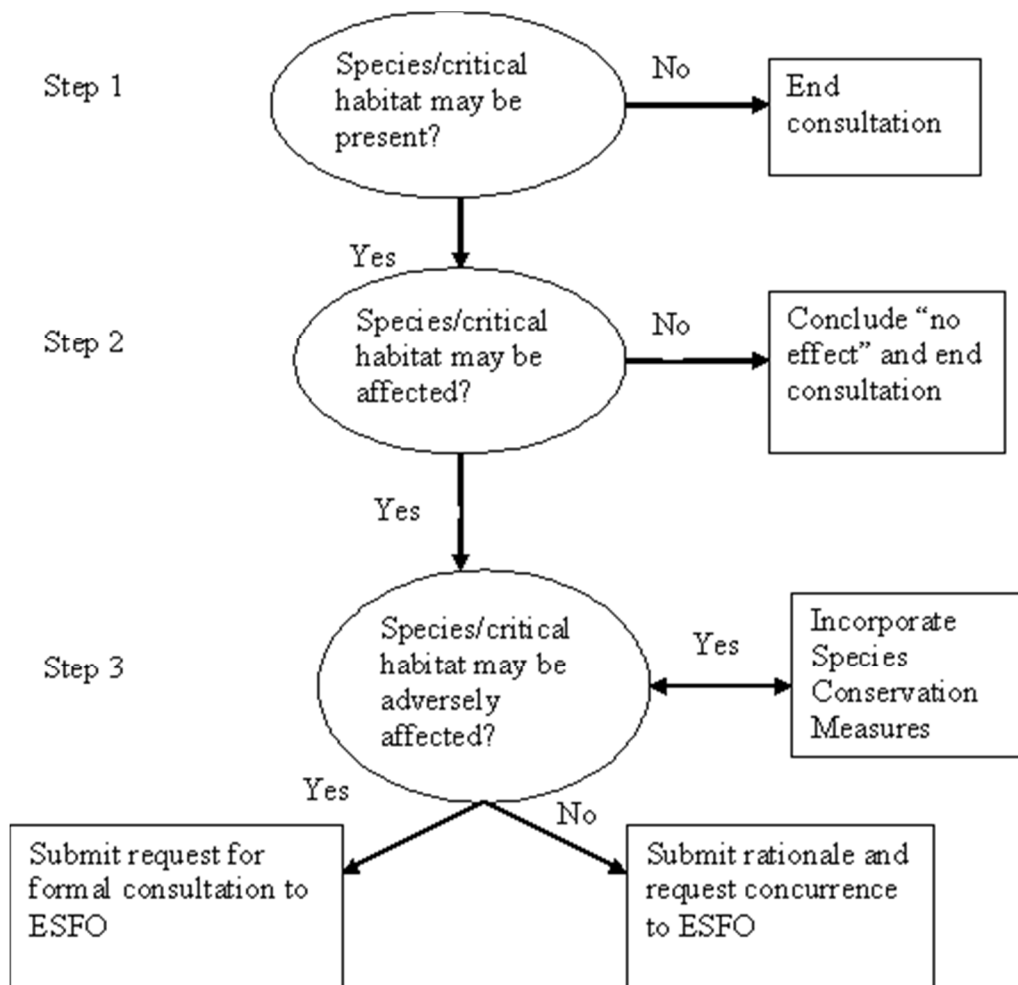 Step 1
Species/critical
habitat may be
present?
No
End
consultation
Yes
Step 2
Species/critical
habitat may be
affected?
No
Conclude “no
effect” and end
consultation
Yes
Step 3
Species/critical
habitat may be
adversely
affected?
Yes
Incorporate
Species
Conservation
Measures
Yes
No
Submit request for
formal consultation to
ESFO
Submit rationale and
request concurrence
to ESFO